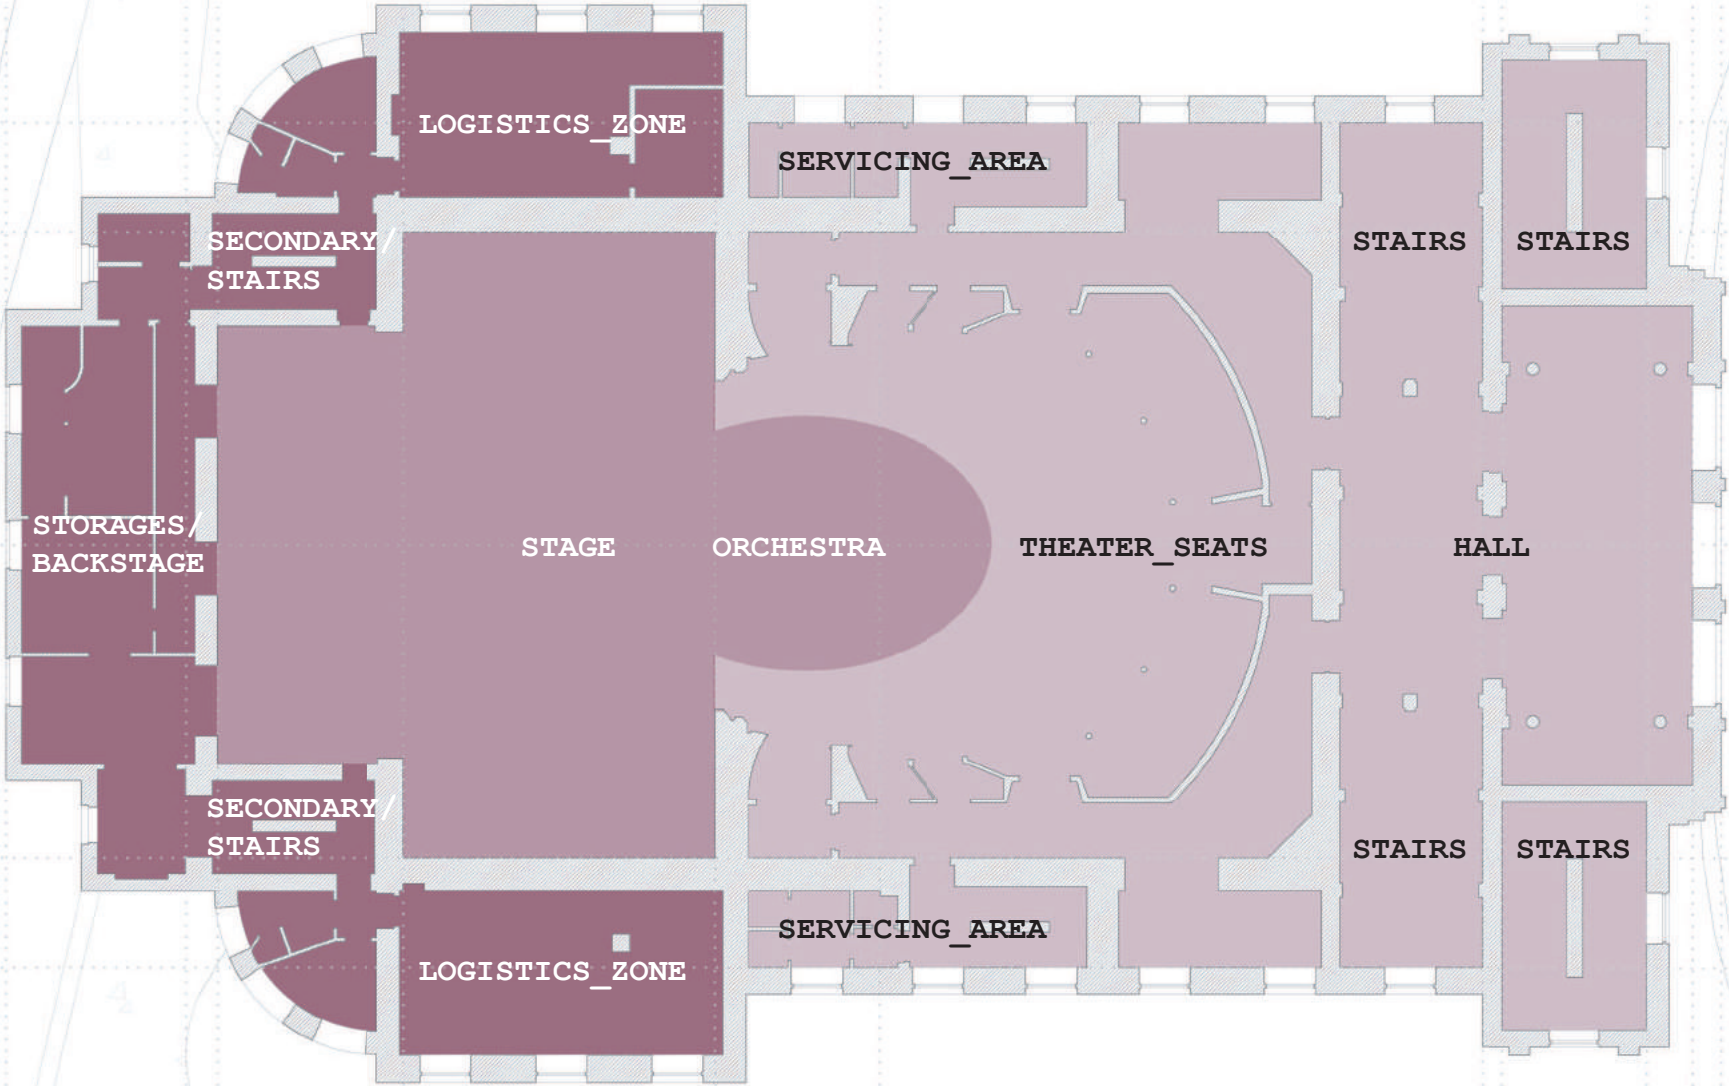 LOGISTICS_ZONE
SERVICING_AREA
SECONDARY/
STAIRS
STAIRS
STAIRS
STORAGES/
BACKSTAGE
STAGE
ORCHESTRA
THEATER_SEATS
HALL
SECONDARY/
STAIRS
STAIRS
STAIRS
SERVICING_AREA
LOGISTICS_ZONE